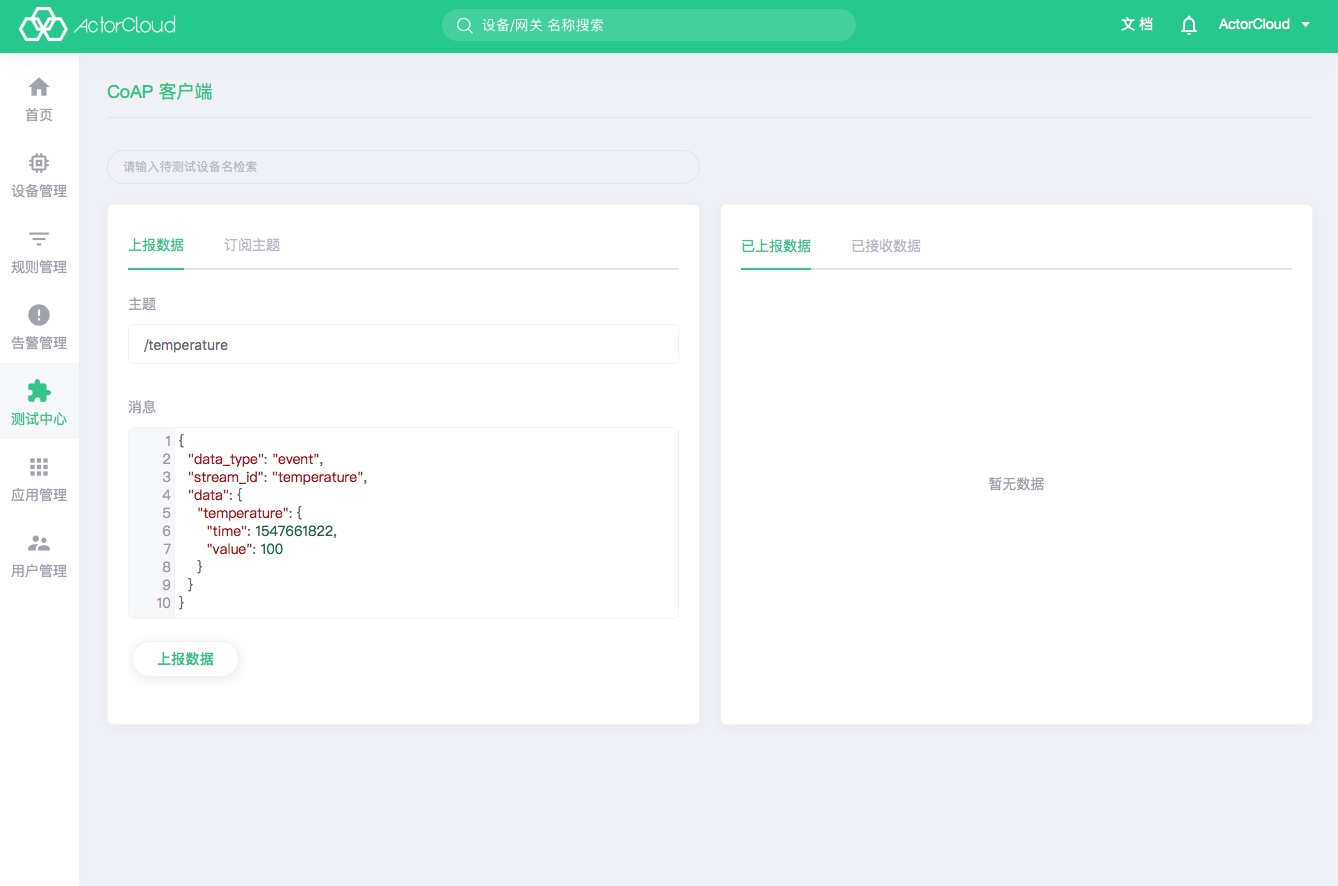 ActorCloud
设备/网关 名称搜索
文 档
ActorCloud
首页
设备管理
规则管理
告警管理
测试中心
应用管理
用户管理
CoAP 客户端
请输入待测试设备名检索
上报数据
订阅主题
主题
/temperature
消息
1 {
2 "data_type": "event",
3 "stream_id": "temperature",
4 "data": {
5 "temperature": {
6 "time": 1547661822,
7 "value": 100
8 }
9 }
10 }
上报数据
已上报数据
已接收数据
暂无数据